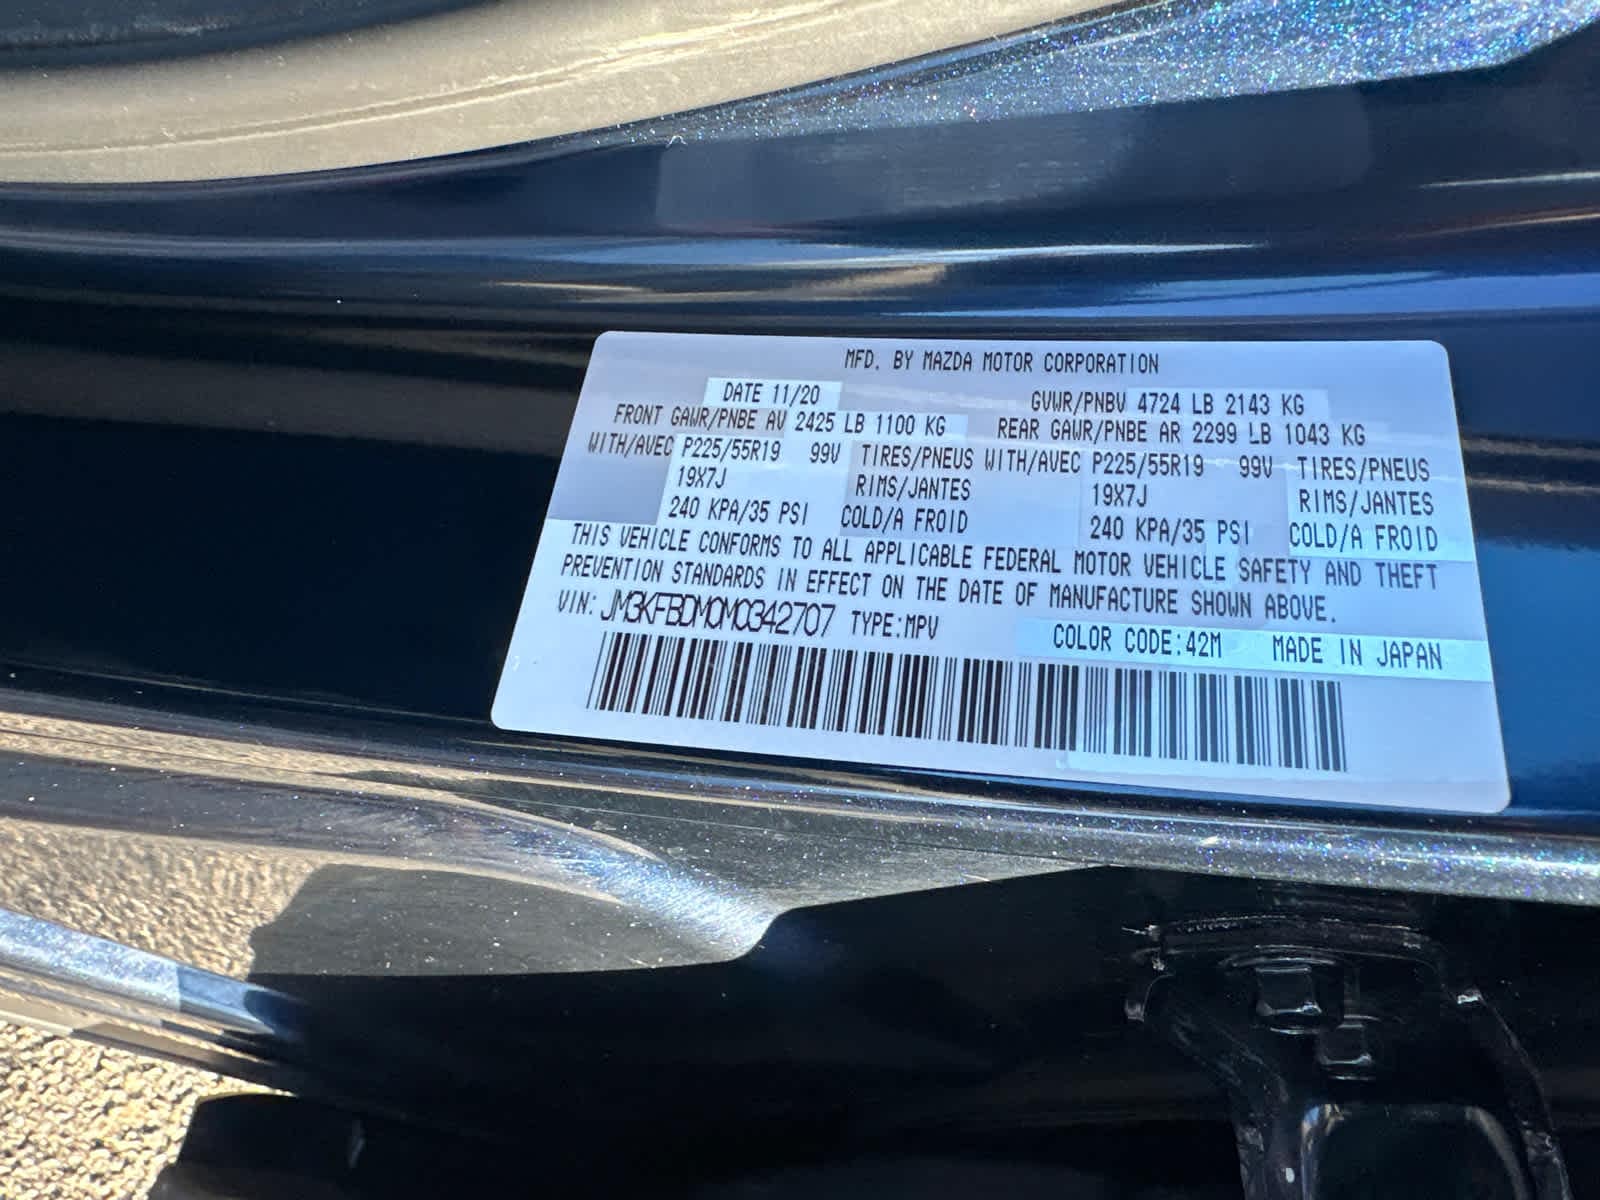 MFD. BY MAZDA MOTOR CORPORATION
DATE 11/20 GVWR/PNBV 4724 LB 2143 KG
FRONT GAWR/PNBE AV 2425 LB 1100 KG REAR GAWR/PNBE AR 2299 LB 1043 KG
WITH/AVEC P225/55R19 99V TIRES/PNEUS WITH/AVEC P225/55R19 99V TIRES/PNEUS
19X7J RIMS/JANTES 19X7J RIMS/JANTES
240 KPA/35 PSI COLD/A FROID 240 KPA/35 PSI COLD/A FROID
THIS VEHICLE CONFORMS TO ALL APPLICABLE FEDERAL MOTOR VEHICLE SAFETY AND THEFT
PREVENTION STANDARDS IN EFFECT ON THE DATE OF MANUFACTURE SHOWN ABOVE.
VIN: JM3KFBDM0M0342707 TYPE:MPV COLOR CODE:42M MADE IN JAPAN